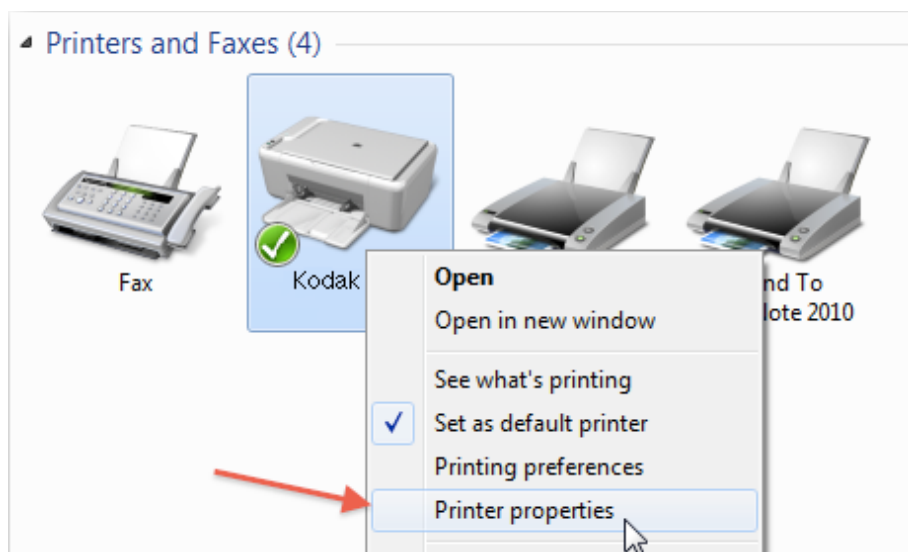 Printers and Faxes (4)
Fax
Kodak
nd To
lote 2010
Open
Open in new window
See what's printing
Set as default printer
Printing preferences
Printer properties